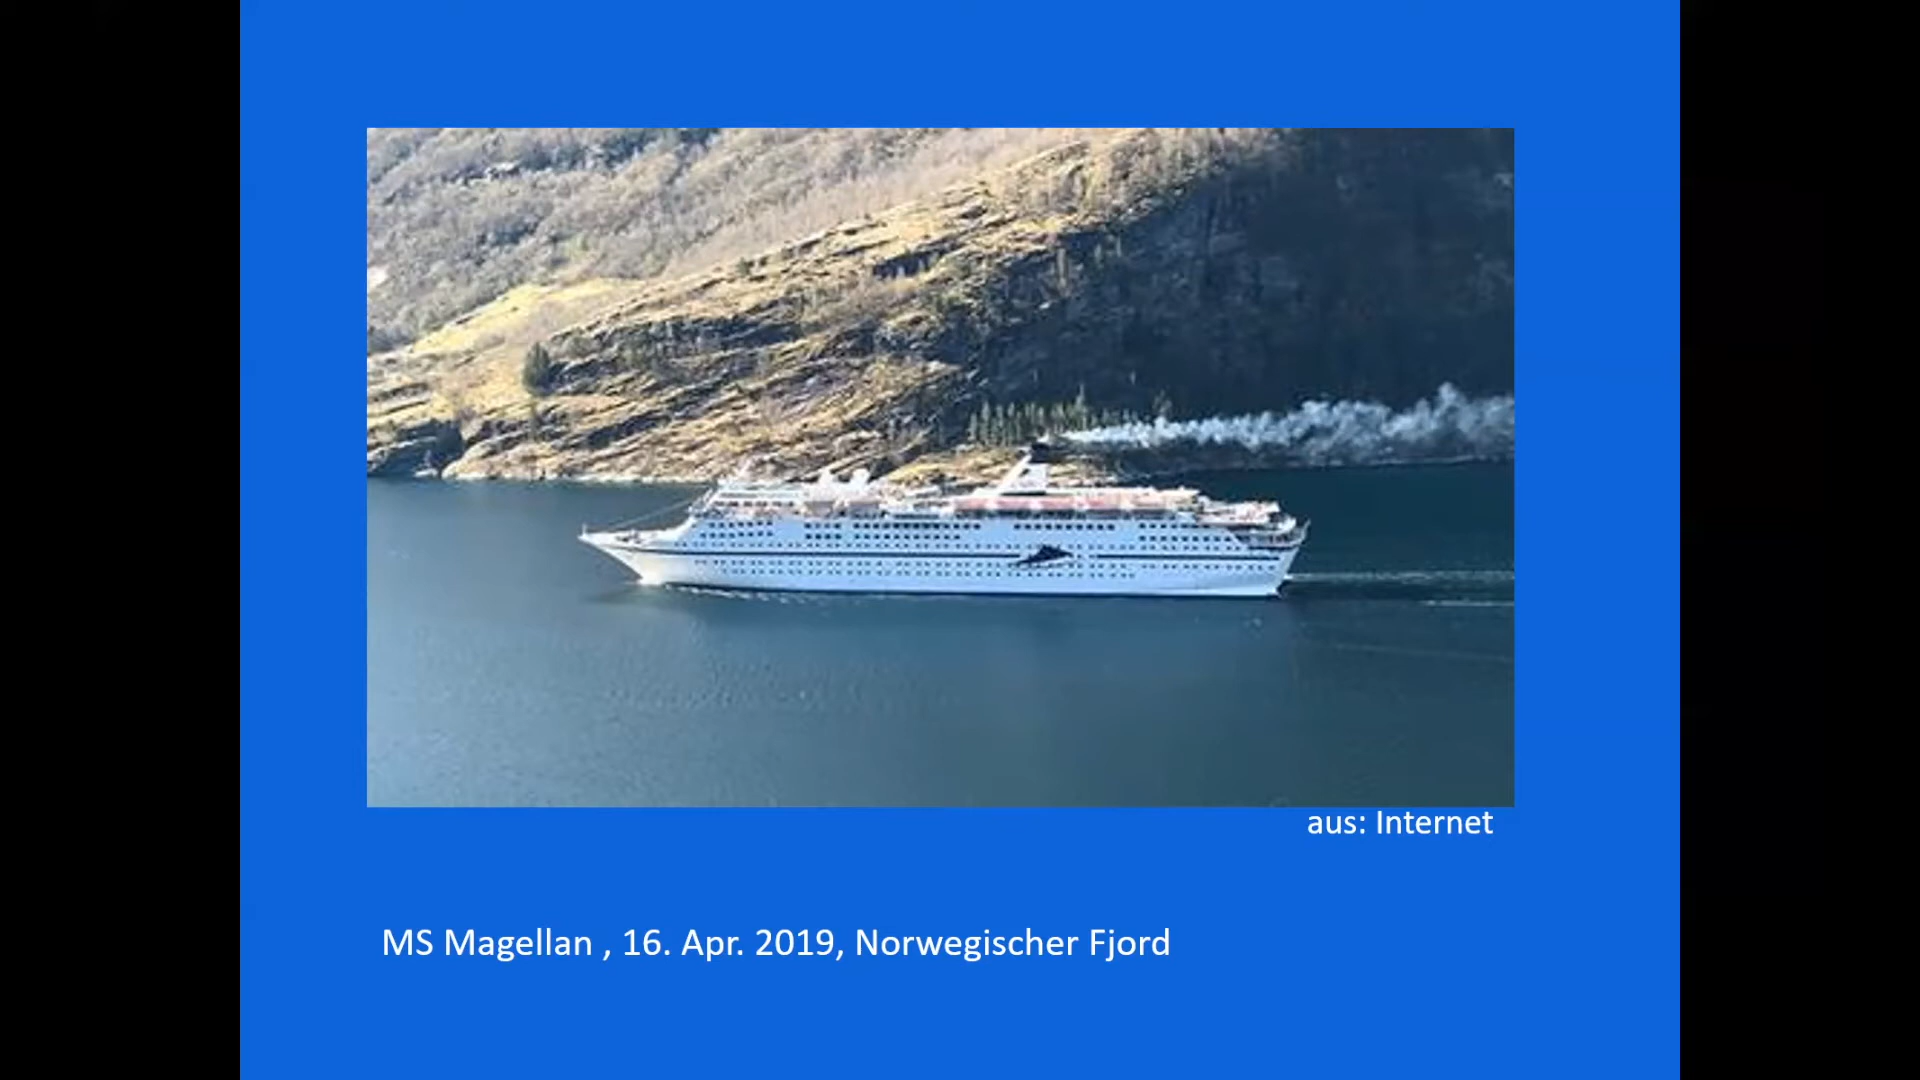 aus: Internet
MS Magellan , 16. Apr. 2019, Norwegischer Fjord